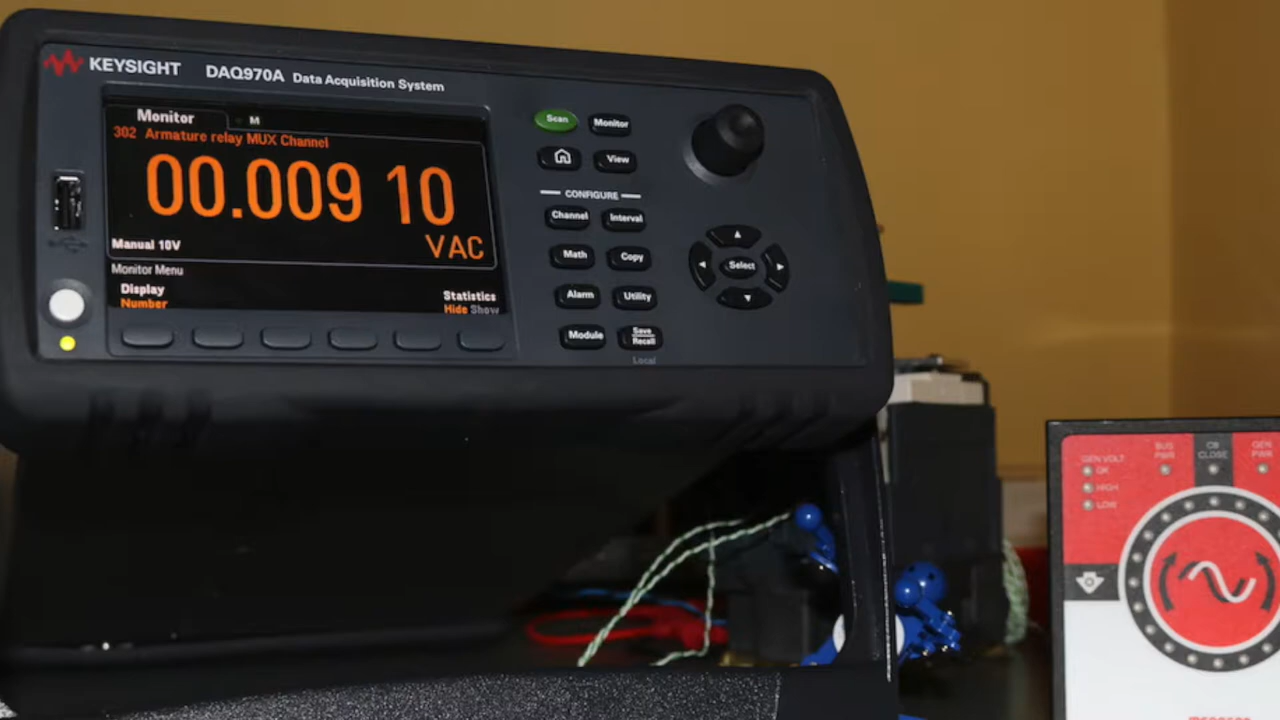 KEYSIGHT DAQ970A Data Acquisition System
Monitor M
302 Armature relay MUX Channel
00.009 10
VAC
Manual 10V
Monitor Menu
Display
Number
Statistics
Hide Show
Scan Monitor
View
CONFIGURE
Channel Interval
Math Copy
Alarm Utility
Module Save Recall
Local
Select
GEN VOLT
OK
HIGH
LOW
BUS PWR
CB CLOSE
GEN PWR